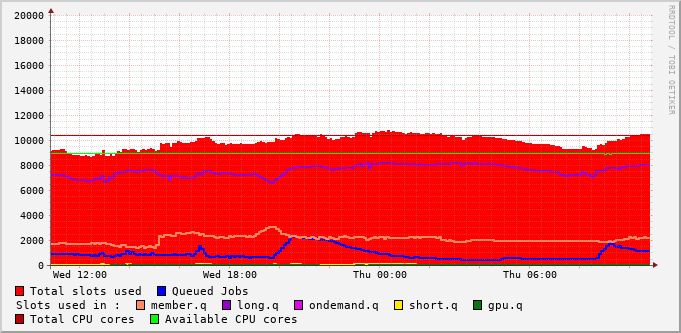 RRDTOOL / TOBI OETIKER
20000
18000
16000
14000
12000
10000
8000
6000
4000
2000
0
Wed 12:00 Wed 18:00 Thu 00:00 Thu 06:00
Total slots used Queued Jobs
Slots used in : member.q long.q ondemand.q short.q gpu.q
Total CPU cores Available CPU cores